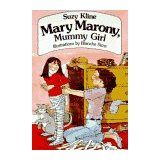 Suzy Kline
Mary Marony,
Mummy Girl
Illustrations by Blanche Sims